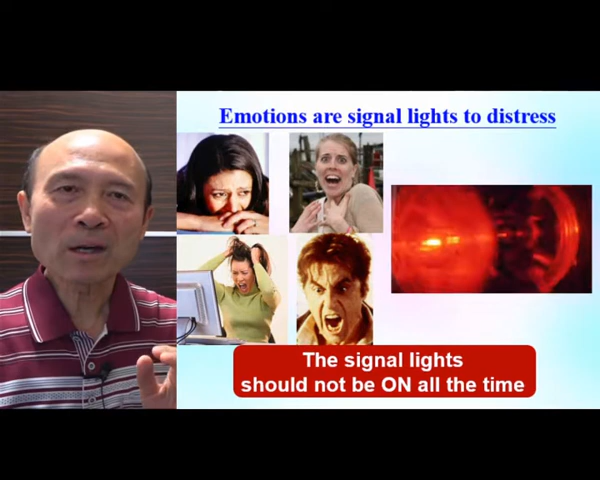 Emotions are signal lights to distress
The signal lights
should not be ON all the time